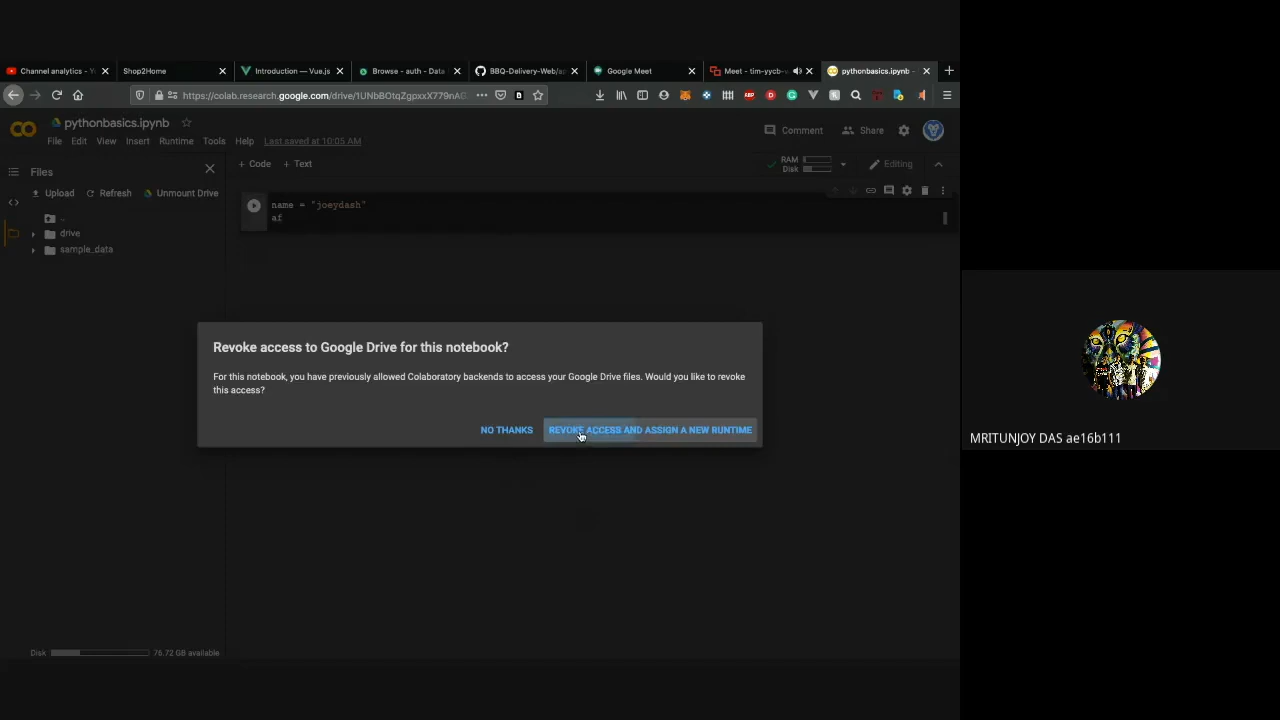 Channel analytics - Y
Shop2Home
Introduction — Vue.js
Browse - auth - Data
BBQ-Delivery-Web/a
Google Meet
Meet - tim-yycb-
pythonbasics.ipynb -
https://colab.research.google.com/drive/1UNbBOtqZgpxxX779nAG
pythonbasics.ipynb
Comment
Share
File Edit View Insert Runtime Tools Help Last saved at 10:05 AM
Files
+ Code + Text
RAM
Disk
Editing
Upload Refresh Unmount Drive
..
drive
sample_data
name = "joeydash"
af
Revoke access to Google Drive for this notebook?
For this notebook, you have previously allowed Colaboratory backends to access your Google Drive files. Would you like to revoke
this access?
NO THANKS
REVOKE ACCESS AND ASSIGN A NEW RUNTIME
MRITUNJOY DAS ae16b111
Disk
76.72 GB available